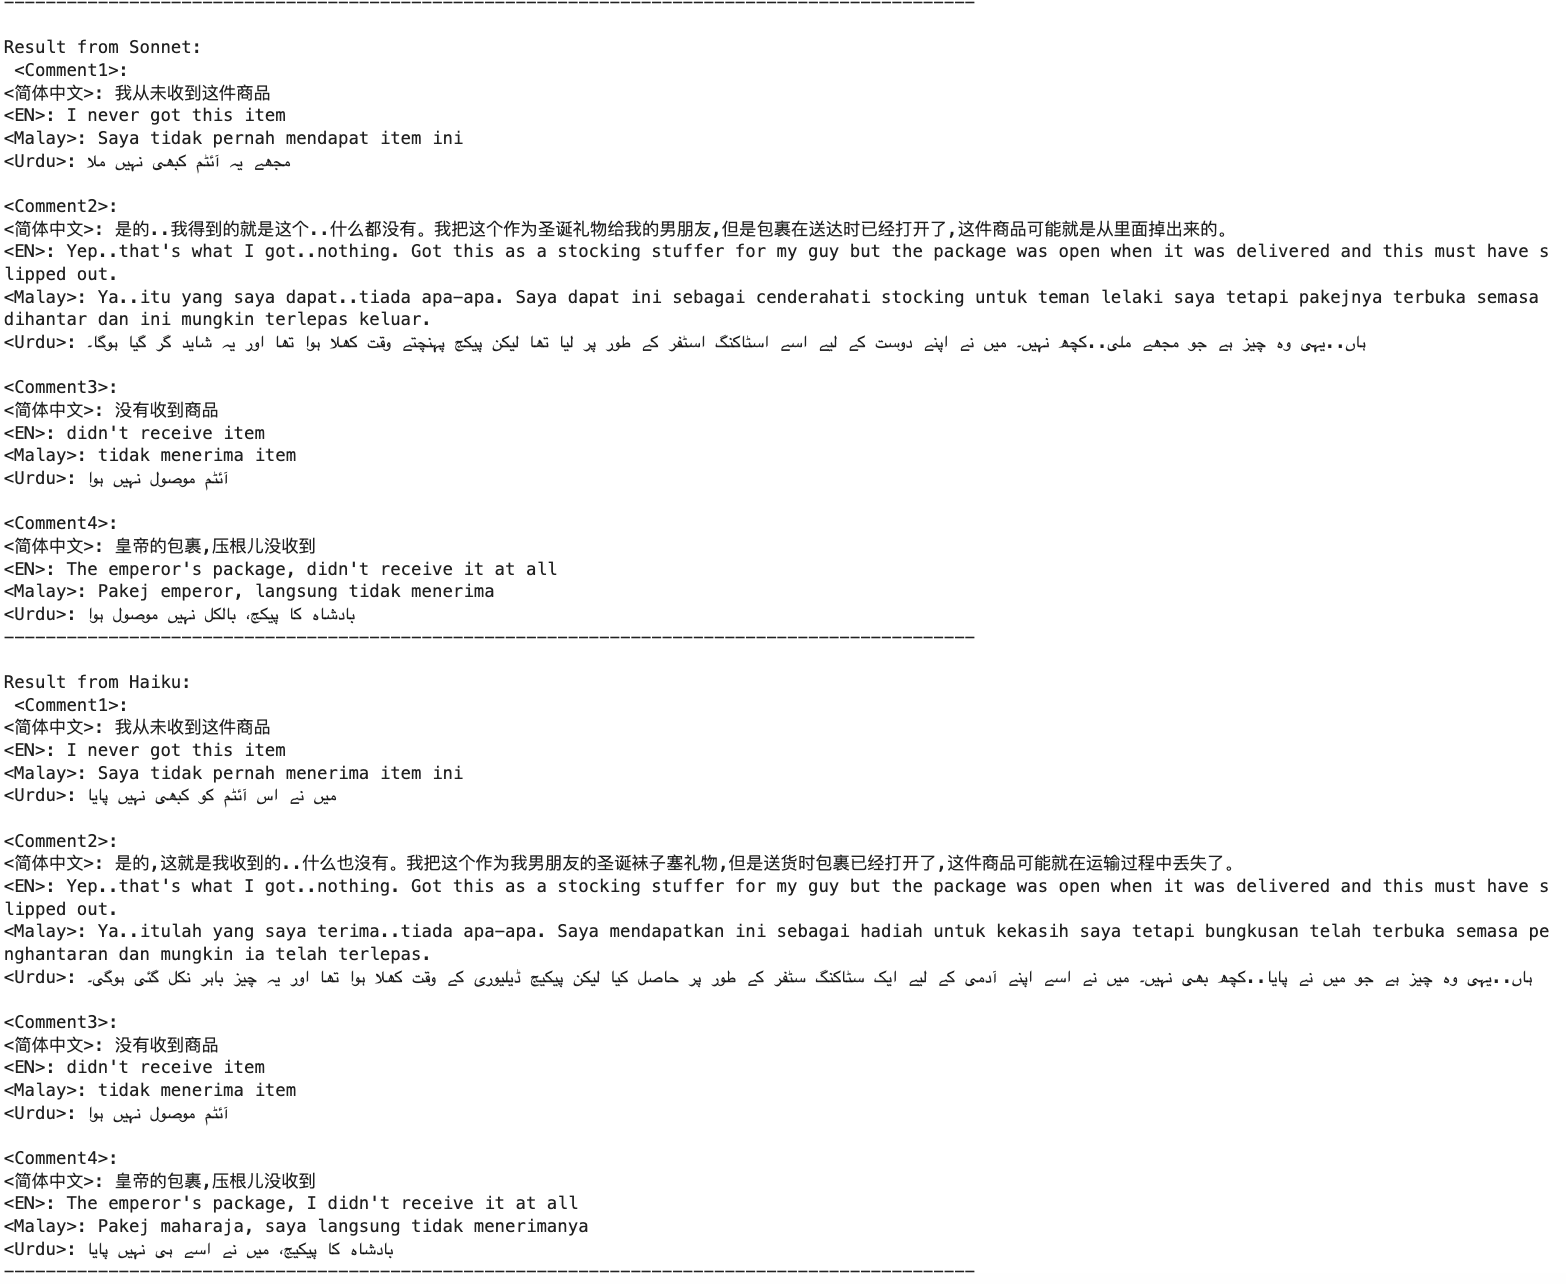 ---------------------------------------------------------------------------------------------
Result from Sonnet:
 <Comment1>:
<简体中文>: 我从未收到这件商品
<EN>: I never got this item
<Malay>: Saya tidak pernah mendapat item ini
<Urdu>: مجھے یہ آئٹم کبھی نہیں ملا
<Comment2>:
<简体中文>: 是的..我得到的就是这个..什么都没有。我把这个作为圣诞礼物给我的男朋友,但是包裹在送达时已经打开了,这件商品可能就是从里面掉出来的。
<EN>: Yep..that's what I got..nothing. Got this as a stocking stuffer for my guy but the package was open when it was delivered and this must have s
lipped out.
<Malay>: Ya..itu yang saya dapat..tiada apa-apa. Saya dapat ini sebagai cenderahati stocking untuk teman lelaki saya tetapi pakejnya terbuka semasa
dihantar dan ini mungkin terlepas keluar.
<Urdu>: ہاں..یہی وہ چیز ہے جو مجھے ملی..کچھ نہیں۔ میں نے اپنے دوست کے لیے اسے اسٹاکنگ اسٹفر کے طور پر لیا تھا لیکن پیکج پہنچتے وقت کھلا ہوا تھا اور یہ شاید گر گیا ہوگا۔
<Comment3>:
<简体中文>: 没有收到商品
<EN>: didn't receive item
<Malay>: tidak menerima item
<Urdu>: آئٹم موصول نہیں ہوا
<Comment4>:
<简体中文>: 皇帝的包裹,压根儿没收到
<EN>: The emperor's package, didn't receive it at all
<Malay>: Pakej emperor, langsung tidak menerima
<Urdu>: بادشاہ کا پیکج، بالکل نہیں موصول ہوا
---------------------------------------------------------------------------------------------
Result from Haiku:
 <Comment1>:
<简体中文>: 我从未收到这件商品
<EN>: I never got this item
<Malay>: Saya tidak pernah menerima item ini
<Urdu>: میں نے اس آئٹم کو کبھی نہیں پایا
<Comment2>:
<简体中文>: 是的,这就是我收到的..什么也沒有。我把这个作为我男朋友的圣诞袜子塞礼物,但是送货时包裹已经打开了,这件商品可能就在运输过程中丢失了。
<EN>: Yep..that's what I got..nothing. Got this as a stocking stuffer for my guy but the package was open when it was delivered and this must have s
lipped out.
<Malay>: Ya..itulah yang saya terima..tiada apa-apa. Saya mendapatkan ini sebagai hadiah untuk kekasih saya tetapi bungkusan telah terbuka semasa pe
nghantaran dan mungkin ia telah terlepas.
<Urdu>: ہاں..یہی وہ چیز ہے جو میں نے پایا..کچھ بھی نہیں۔ میں نے اسے اپنے آدمی کے لیے ایک سٹاکنگ سٹفر کے طور پر حاصل کیا لیکن پیکیج ڈیلیوری کے وقت کھلا ہوا تھا اور یہ چیز باہر نکل گئی ہوگی۔
<Comment3>:
<简体中文>: 没有收到商品
<EN>: didn't receive item
<Malay>: tidak menerima item
<Urdu>: آئٹم موصول نہیں ہوا
<Comment4>:
<简体中文>: 皇帝的包裹,压根儿没收到
<EN>: The emperor's package, I didn't receive it at all
<Malay>: Pakej maharaja, saya langsung tidak menerimanya
<Urdu>: بادشاہ کا پیکیج، میں نے اسے ہی نہیں پایا
---------------------------------------------------------------------------------------------